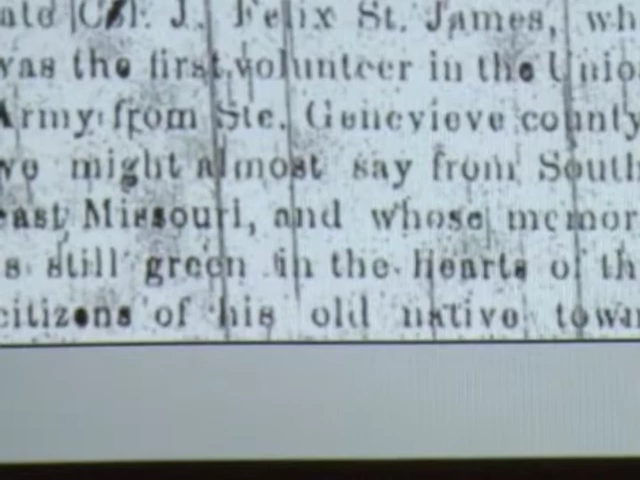 ate Col. J. Felix St. James, wh
was the first volunteer in the Unio
Army from Ste. Genevieve county
we might almost say from South
east Missouri, and whose memor
s still green in the hearts of th
citizens of his old native town